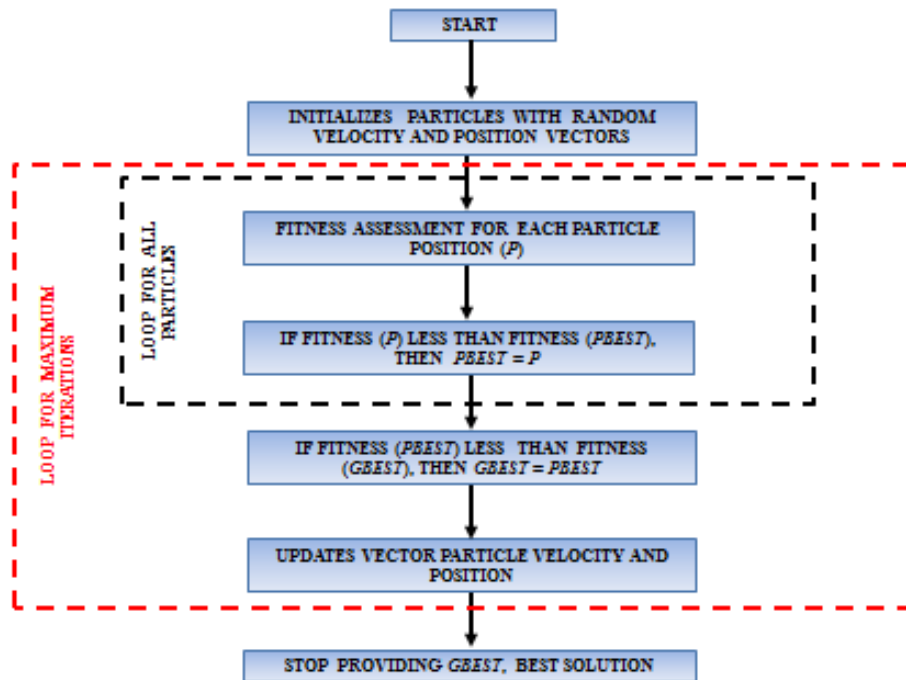 START
INITIALIZES PARTICLES WITH RANDOM
VELOCITY AND POSITION VECTORS
FITNESS ASSESSMENT FOR EACH PARTICLE
POSITION (P)
LOOP FOR ALL
PARTICLES
IF FITNESS (P) LESS THAN FITNESS (PBEST),
THEN PBEST = P
LOOP FOR MAXIMUM
ITERATIONS
IF FITNESS (PBEST) LESS THAN FITNESS
(GBEST), THEN GBEST = PBEST
UPDATES VECTOR PARTICLE VELOCITY AND
POSITION
STOP PROVIDING GBEST, BEST SOLUTION